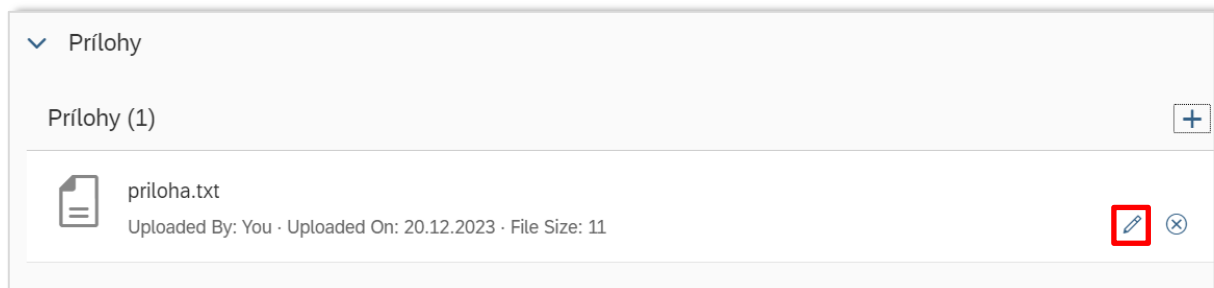 Prílohy
Prílohy (1)
priloha.txt
Uploaded By: You · Uploaded On: 20.12.2023 · File Size: 11